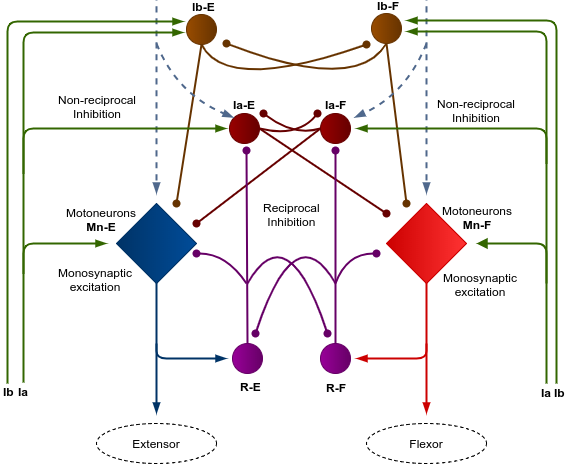 Ib-E
Ib-F
Non-reciprocal
Inhibition
Ia-E
Ia-F
Non-reciprocal
Inhibition
Motoneurons
Mn-E
Reciprocal
Inhibition
Motoneurons
Mn-F
Monosynaptic
excitation
Monosynaptic
excitation
R-E
R-F
Ib Ia
Ia Ib
Extensor
Flexor